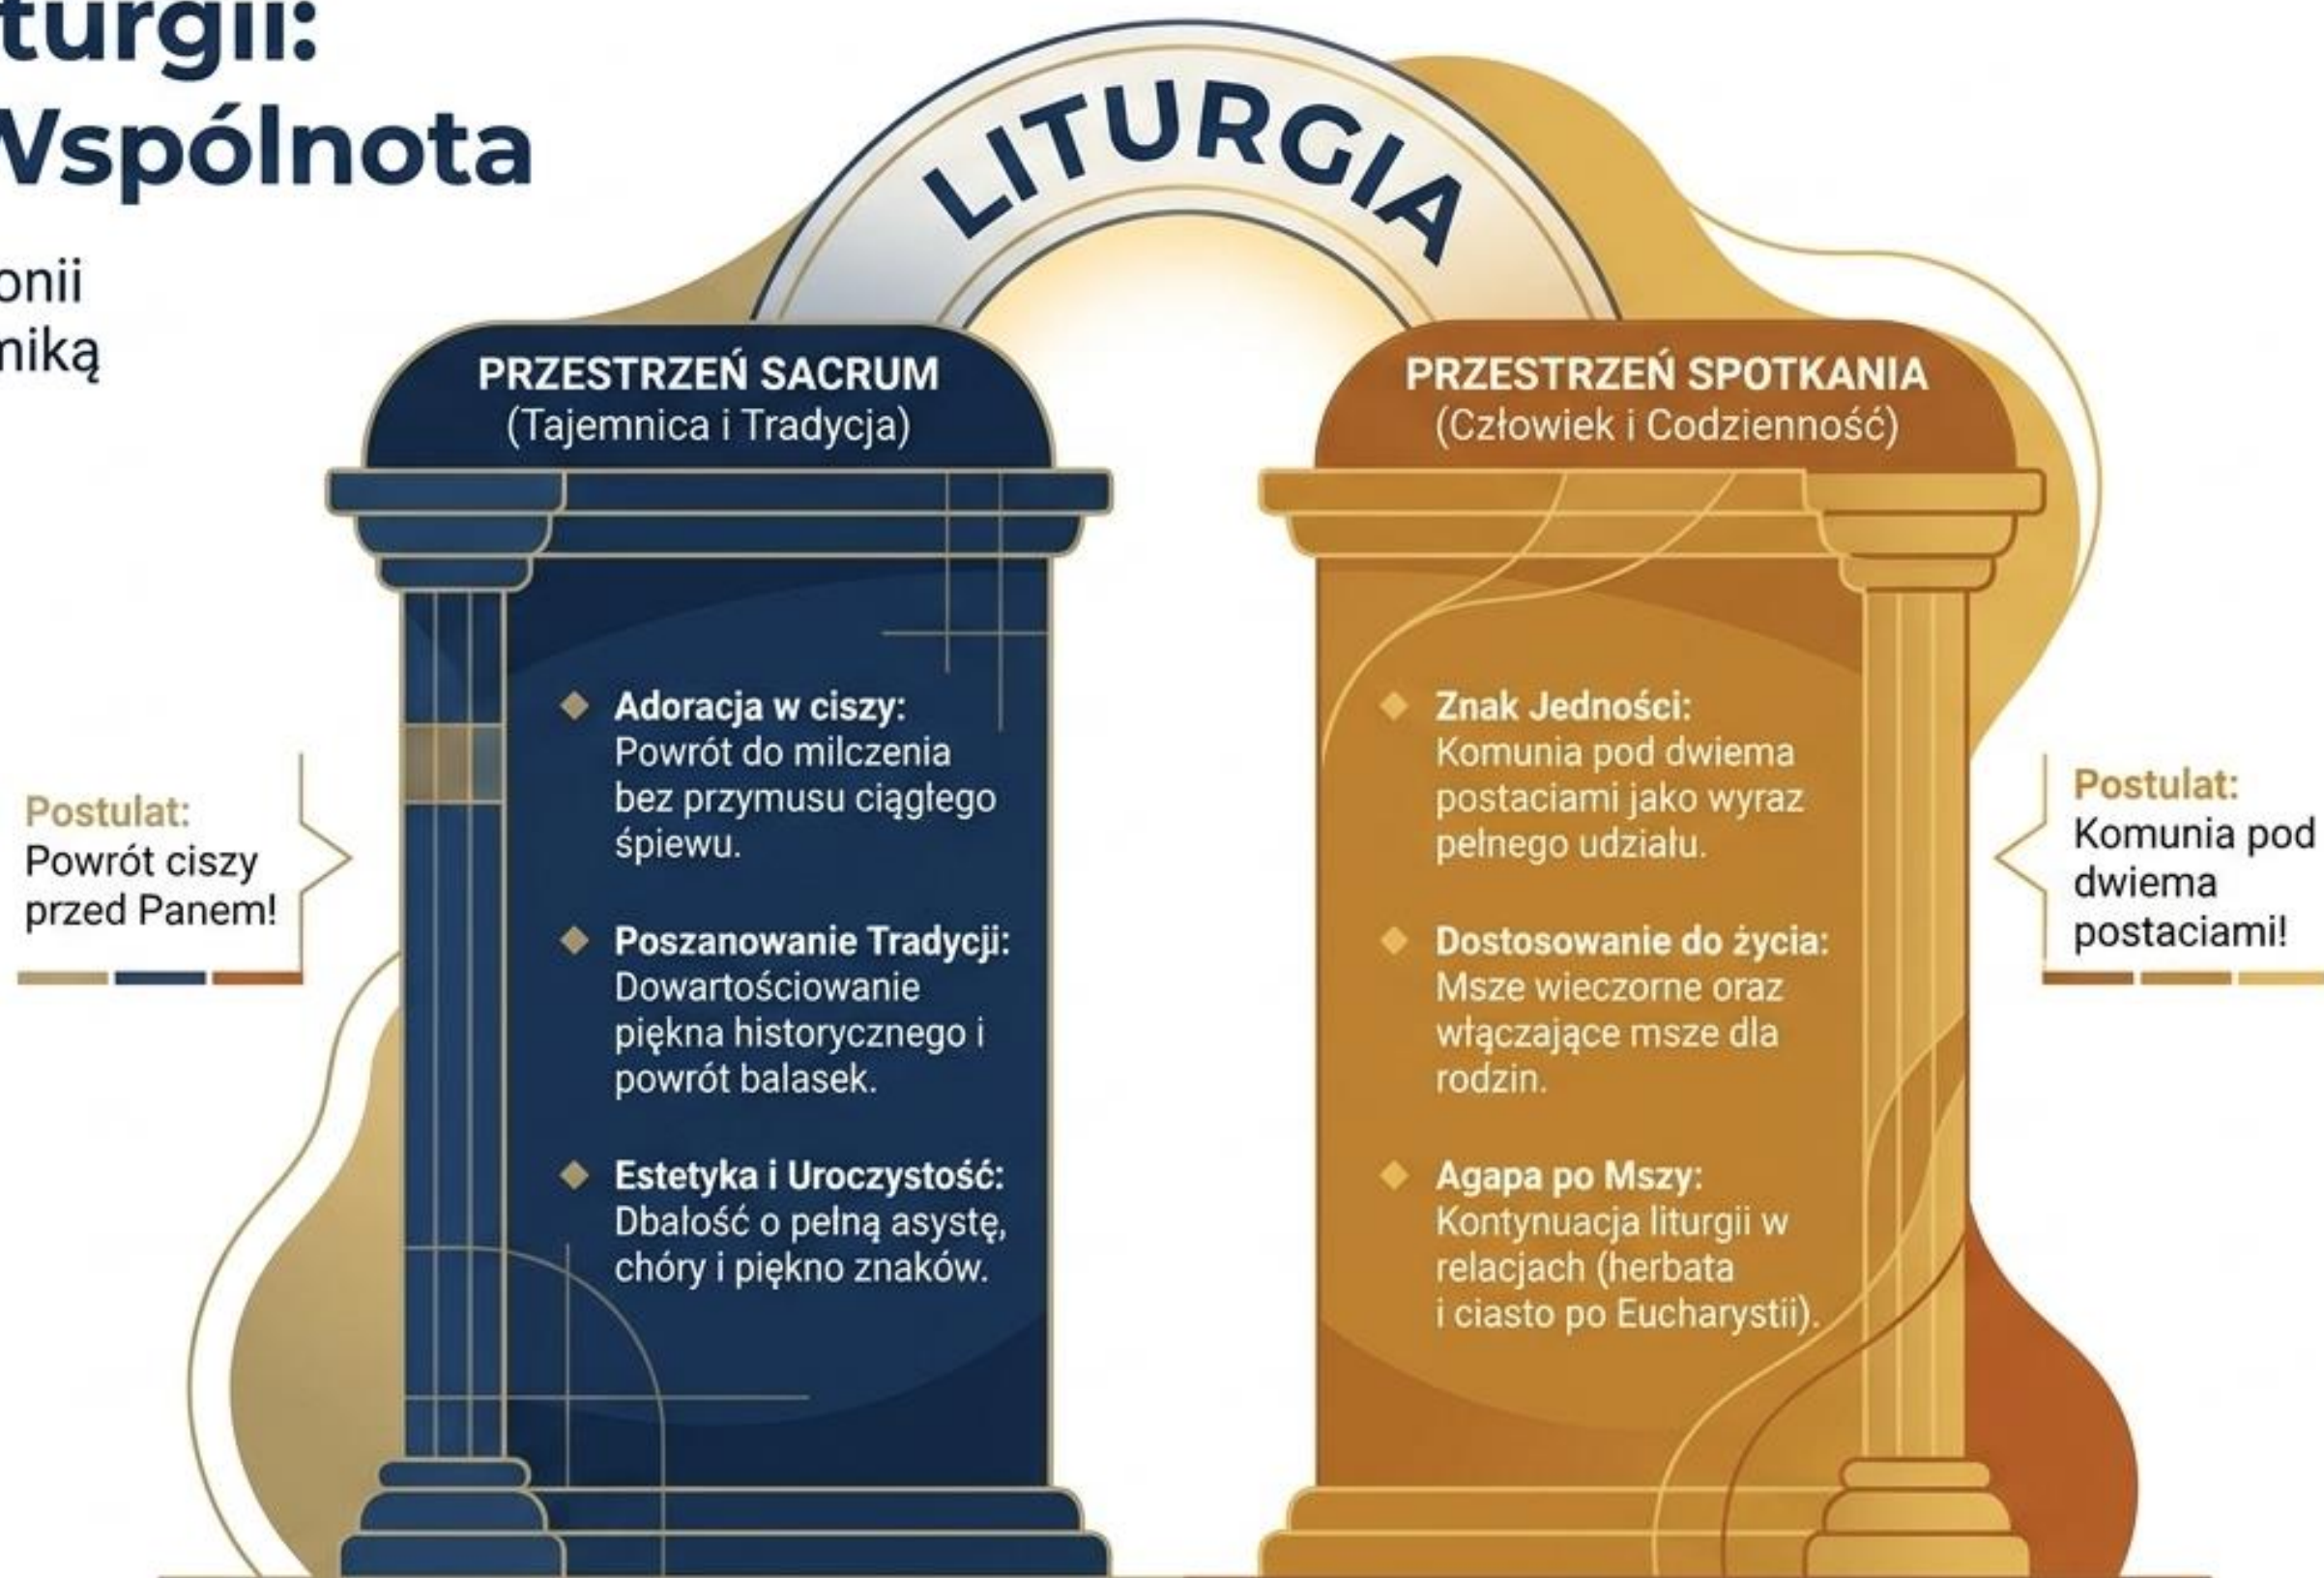 turgii:
Wspólnota
onii
miką
LITURGIA
PRZESTRZEŃ SACRUM
(Tajemnica i Tradycja)
Adoracja w ciszy:
Powrót do milczenia
bez przymusu ciągłego
śpiewu.
Poszanowanie Tradycji:
Dowartościowanie
piękna historycznego i
powrót balasek.
Estetyka i Uroczystość:
Dbałość o pełną asystę,
chóry i piękno znaków.
Postulat:
Powrót ciszy
przed Panem!
PRZESTRZEŃ SPOTKANIA
(Człowiek i Codzienność)
Znak Jedności:
Komunia pod dwiema
postaciami jako wyraz
pełnego udziału.
Dostosowanie do życia:
Msze wieczorne oraz
włączające msze dla
rodzin.
Agapa po Mszy:
Kontynuacja liturgii w
relacjach (herbata
i ciasto po Eucharystii).
Postulat:
Komunia pod
dwiema
postaciami!